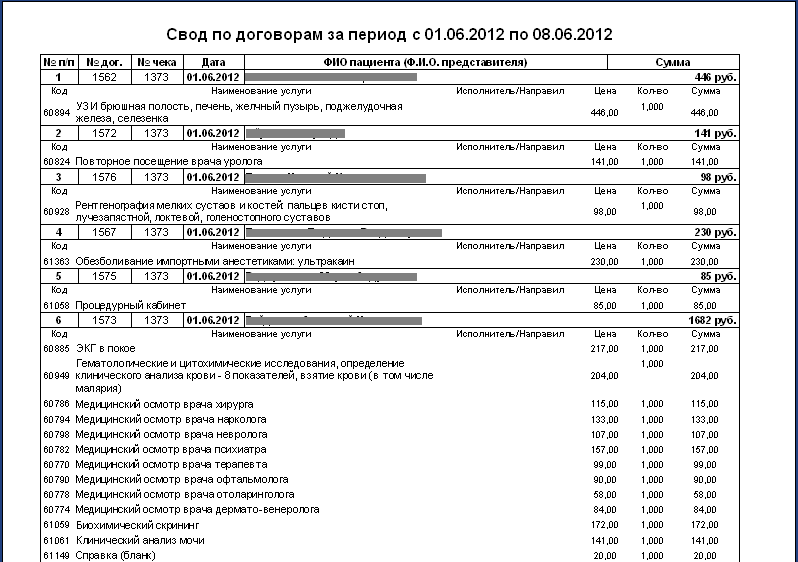 Свод по договорам за период с 01.06.2012 по 08.06.2012
№ п/п № дог. № чека Дата ФИО пациента (Ф.И.О. представителя) Сумма
1 1562 1373 01.06.2012 446 руб.
Код Наименование услуги Исполнитель/Направил Цена Кол-во Сумма
60894 УЗИ брюшная полость, печень, желчный пузырь, поджелудочная 446,00 1,000 446,00
железа, селезенка
2 1572 1373 01.06.2012 141 руб.
Код Наименование услуги Исполнитель/Направил Цена Кол-во Сумма
60824 Повторное посещение врача уролога 141,00 1,000 141,00
3 1576 1373 01.06.2012 98 руб.
Код Наименование услуги Исполнитель/Направил Цена Кол-во Сумма
60928 Рентгенография мелких сустаов и костей: пальцев кисти стоп, 98,00 1,000 98,00
лучезапястной, локтевой, голеностопного суставов
4 1567 1373 01.06.2012 230 руб.
Код Наименование услуги Исполнитель/Направил Цена Кол-во Сумма
61363 Обезболивание импортными анестетиками: ультракаин 230,00 1,000 230,00
5 1575 1373 01.06.2012 85 руб.
Код Наименование услуги Исполнитель/Направил Цена Кол-во Сумма
61058 Процедурный кабинет 85,00 1,000 85,00
6 1573 1373 01.06.2012 1682 руб.
Код Наименование услуги Исполнитель/Направил Цена Кол-во Сумма
60885 ЭКГ в покое 217,00 1,000 217,00
Гематологические и цитохимические исследования, определение 1,000
60949 клинического анализа крови - 8 показателей, взятие крови (в том числе 204,00 204,00
малярия)
60786 Медицинский осмотр врача хирурга 115,00 1,000 115,00
60794 Медицинский осмотр врача нарколога 133,00 1,000 133,00
60798 Медицинский осмотр врача невролога 107,00 1,000 107,00
60782 Медицинский осмотр врача психиатра 157,00 1,000 157,00
60770 Медицинский осмотр врача терапевта 99,00 1,000 99,00
60790 Медицинский осмотр врача офтальмолога 90,00 1,000 90,00
60778 Медицинский осмотр врача отоларинголога 58,00 1,000 58,00
60774 Медицинский осмотр врача дермато-венеролога 84,00 1,000 84,00
61059 Биохимический скрининг 172,00 1,000 172,00
61061 Клинический анализ мочи 141,00 1,000 141,00
61149 Справка (бланк) 20,00 1,000 20,00